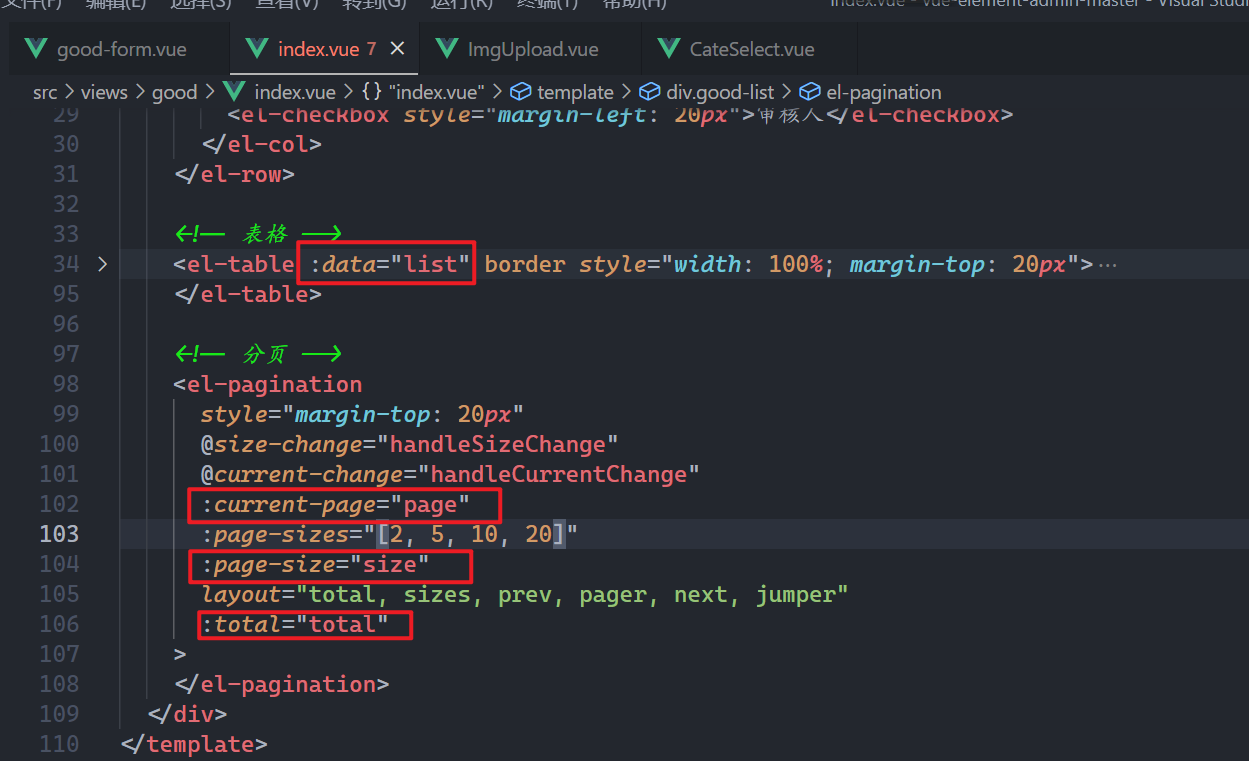 文件(F) 编辑(E) 选择(S) 查看(V) 转到(G) 运行(R) 终端(T) 帮助(H) index.vue - vue-element-admin-master - Visual Studi
good-form.vue index.vue 7 × ImgUpload.vue CateSelect.vue
src > views > good > index.vue > {} "index.vue" > template > div.good-list > el-pagination
29 <el-checkbox style="margin-left: 20px">审核人</el-checkbox>
30 </el-col>
31 </el-row>
32
33 <!-- 表格 -->
34 <el-table :data="list" border style="width: 100%; margin-top: 20px">···
95 </el-table>
96
97 <!-- 分页 -->
98 <el-pagination
99 style="margin-top: 20px"
100 @size-change="handleSizeChange"
101 @current-change="handleCurrentChange"
102 :current-page="page"
103 :page-sizes="[2, 5, 10, 20]"
104 :page-size="size"
105 layout="total, sizes, prev, pager, next, jumper"
106 :total="total"
107 >
108 </el-pagination>
109 </div>
110 </template>